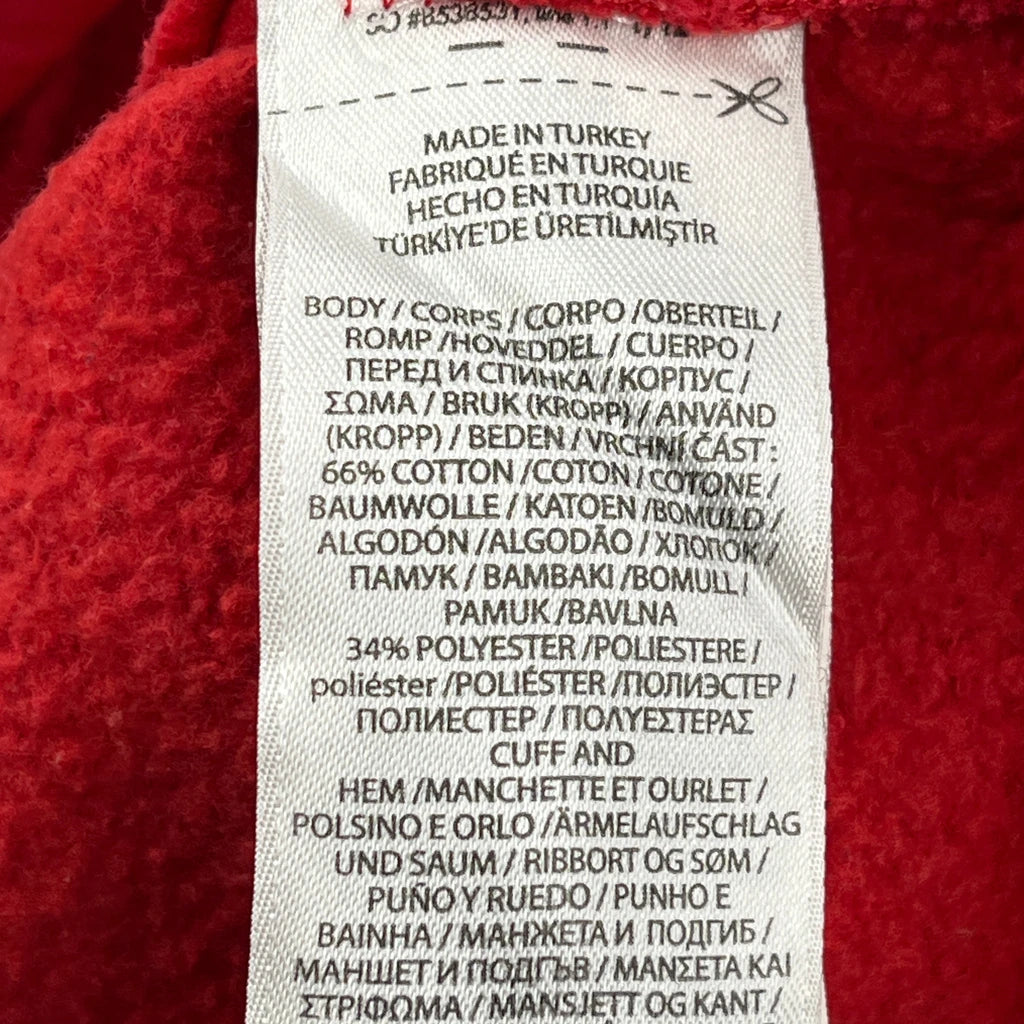 MADE IN TURKEY
FABRIQUÉ EN TURQUIE
HECHO EN TURQUÍA
TÜRKİYE'DE ÜRETİLMİŞTİR
BODY / CORPS / CORPO /OBERTEIL /
ROMP /HOVEDDEL / CUERPO /
ПЕРЕД И СПИНКА / КОРПУС /
ΣΩΜΑ / BRUK (KROPP) / ANVÄND
(KROPP) / BEDEN / VRCHNÍ ČÁST :
66% COTTON /COTON / COTONE /
BAUMWOLLE / KATOEN /BOMULD /
ALGODÓN /ALGODÃO / ХЛОПОК /
ПАМУК / ΒΑΜΒΑΚΙ /BOMULL /
PAMUK /BAVLNA
34% POLYESTER /POLIESTERE /
poliéster /POLIÉSTER /ПОЛИЭСТЕР /
ПОЛИЕСТЕР / ΠΟΛΥΕΣΤΕΡΑΣ
CUFF AND
HEM /MANCHETTE ET OURLET /
POLSINO E ORLO /ÄRMELAUFSCHLAG
UND SAUM / RIBBORT OG SØM /
PUÑO Y RUEDO / PUNHO E
BAINHA / МАНЖЕТА И ПОДГИБ /
МАНШЕТ И ПОДГЪВ / ΜΑΝΣΕΤΑ ΚΑΙ
ΣΤΡΙΦΩΜΑ / MANSJETT OG KANT /